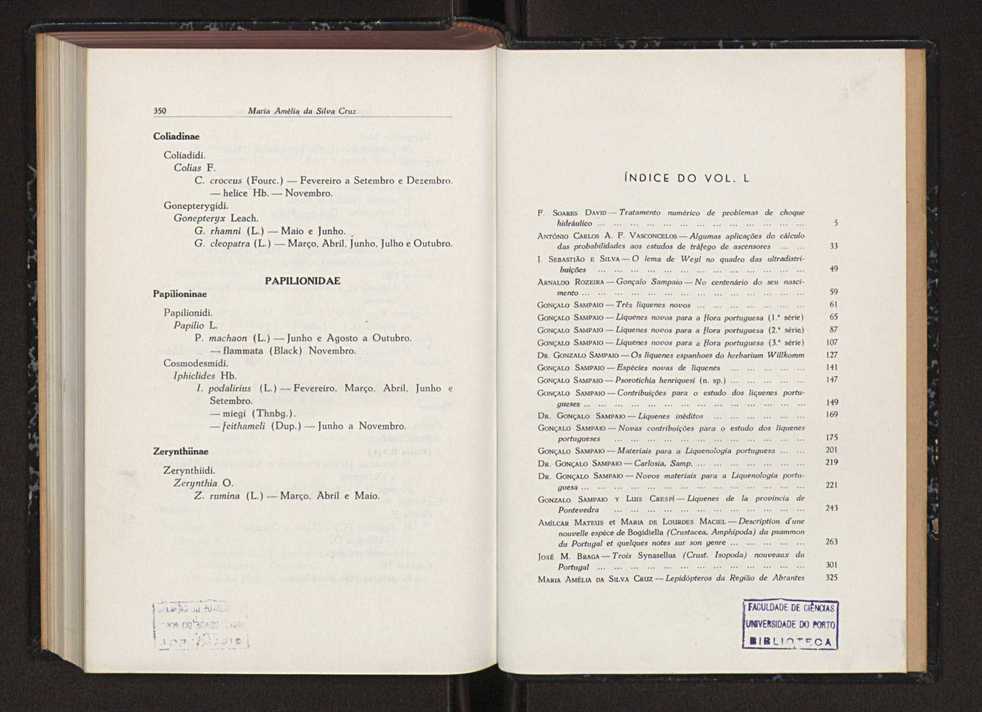 350 Maria Amélia da Silva Cruz
Coliadinae
Coliadidi.
Colias F.
C. croceus (Fourc.) — Fevereiro a Setembro e Dezembro.
— helice Hb. — Novembro.
Gonepterygidi.
Gonepteryx Leach.
G. rhamni (L.) — Maio e Junho.
G. cleopatra (L.) — Março, Abril, Junho, Julho e Outubro.
PAPILIONIDAE
Papilioninae
Papilionidi.
Papilio L.
P. machaon (L.) — Junho e Agosto a Outubro.
— flammata (Black) Novembro.
Cosmodesmidi.
Iphiclides Hb.
I. podalirius (L.) — Fevereiro, Março, Abril, Junho e
Setembro.
— miegi (Thnbg.).
— feithameli (Dup.) — Junho a Novembro.
Zerynthiinae
Zerynthiidi.
Zerynthia O.
Z. rumina (L.) — Março, Abril e Maio.
ÍNDICE DO VOL. L
F. Soares David — Tratamento numérico de problemas de choque
hidráulico ... 5
António Carlos A. F. Vasconcelos — Algumas aplicações do cálculo
das probabilidades aos estudos de tráfego de ascensores ... 33
J. Sebastião e Silva — O lema de Weyl no quadro das ultradistri-
buições ... 49
Arnaldo Rozeira — Gonçalo Sampaio — No centenário do seu nasci-
mento ... 59
Gonçalo Sampaio — Três líquenes novos ... 61
Gonçalo Sampaio — Líquenes novos para a flora portuguesa (1.ª série) 65
Gonçalo Sampaio — Líquenes novos para a flora portuguesa (2.ª série) 87
Gonçalo Sampaio — Líquenes novos para a flora portuguesa (3.ª série) 107
Dr. Gonzalo Sampaio — Os líquenes espanhoes do herbarium Willkomm 127
Gonçalo Sampaio — Espécies novas de líquenes ... 141
Gonçalo Sampaio — Psorotichia henriquesi (n. sp.) ... 147
Gonçalo Sampaio — Contribuições para o estudo dos líquenes portu-
gueses ... 149
Dr. Gonçalo Sampaio — Líquenes inéditos ... 169
Gonçalo Sampaio — Novas contribuições para o estudo dos líquenes
portugueses ... 175
Gonçalo Sampaio — Materiais para a Liquenologia portuguesa ... 201
Dr. Gonçalo Sampaio — Carlosia, Samp. ... 219
Dr. Gonçalo Sampaio — Novos materiais para a Liquenologia portu-
guesa ... 221
Gonzalo Sampaio y Luis Crespí — Líquenes de la provincia de
Pontevedra ... 243
Amílcar Mateus et Maria de Lourdes Maciel — Description d'une
nouvelle espèce de Bogidiella (Crustacea, Amphipoda) du psammon
du Portugal et quelques notes sur son genre ... 263
José M. Braga — Trois Synasellus (Crust. Isopoda) nouveaux du
Portugal ... 301
Maria Amélia da Silva Cruz — Lepidópteros da Região de Abrantes 325
FACULDADE DE CIÊNCIAS
UNIVERSIDADE DO PORTO
BIBLIOTECA